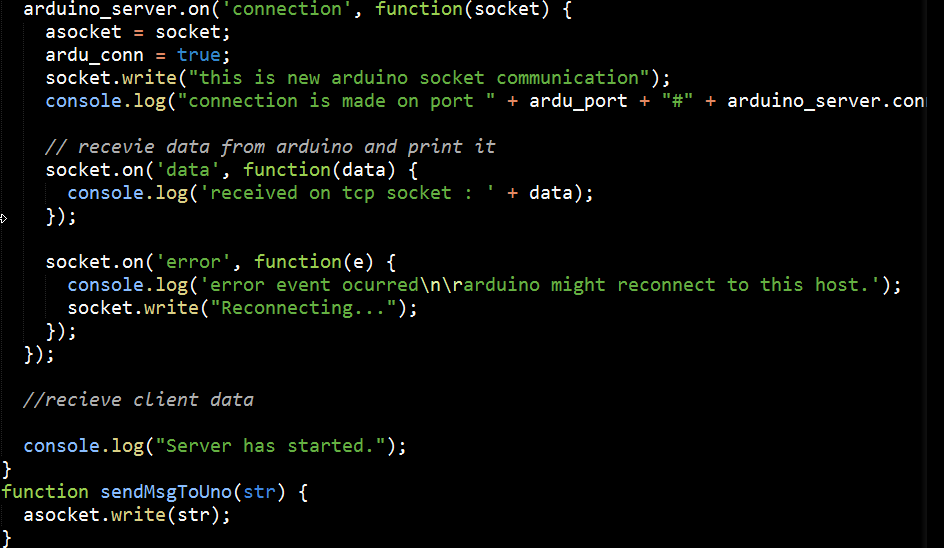 arduino_server.on('connection', function(socket) {
asocket = socket;
ardu_conn = true;
socket.write("this is new arduino socket communication");
console.log("connection is made on port " + ardu_port + "#" + arduino_server.con
// recevie data from arduino and print it
socket.on('data', function(data) {
console.log('received on tcp socket : ' + data);
});
socket.on('error', function(e) {
console.log('error event ocurred\n\rarduino might reconnect to this host.');
socket.write("Reconnecting...");
});
});
//recieve client data
console.log("Server has started.");
}
function sendMsgToUno(str) {
asocket.write(str);
}